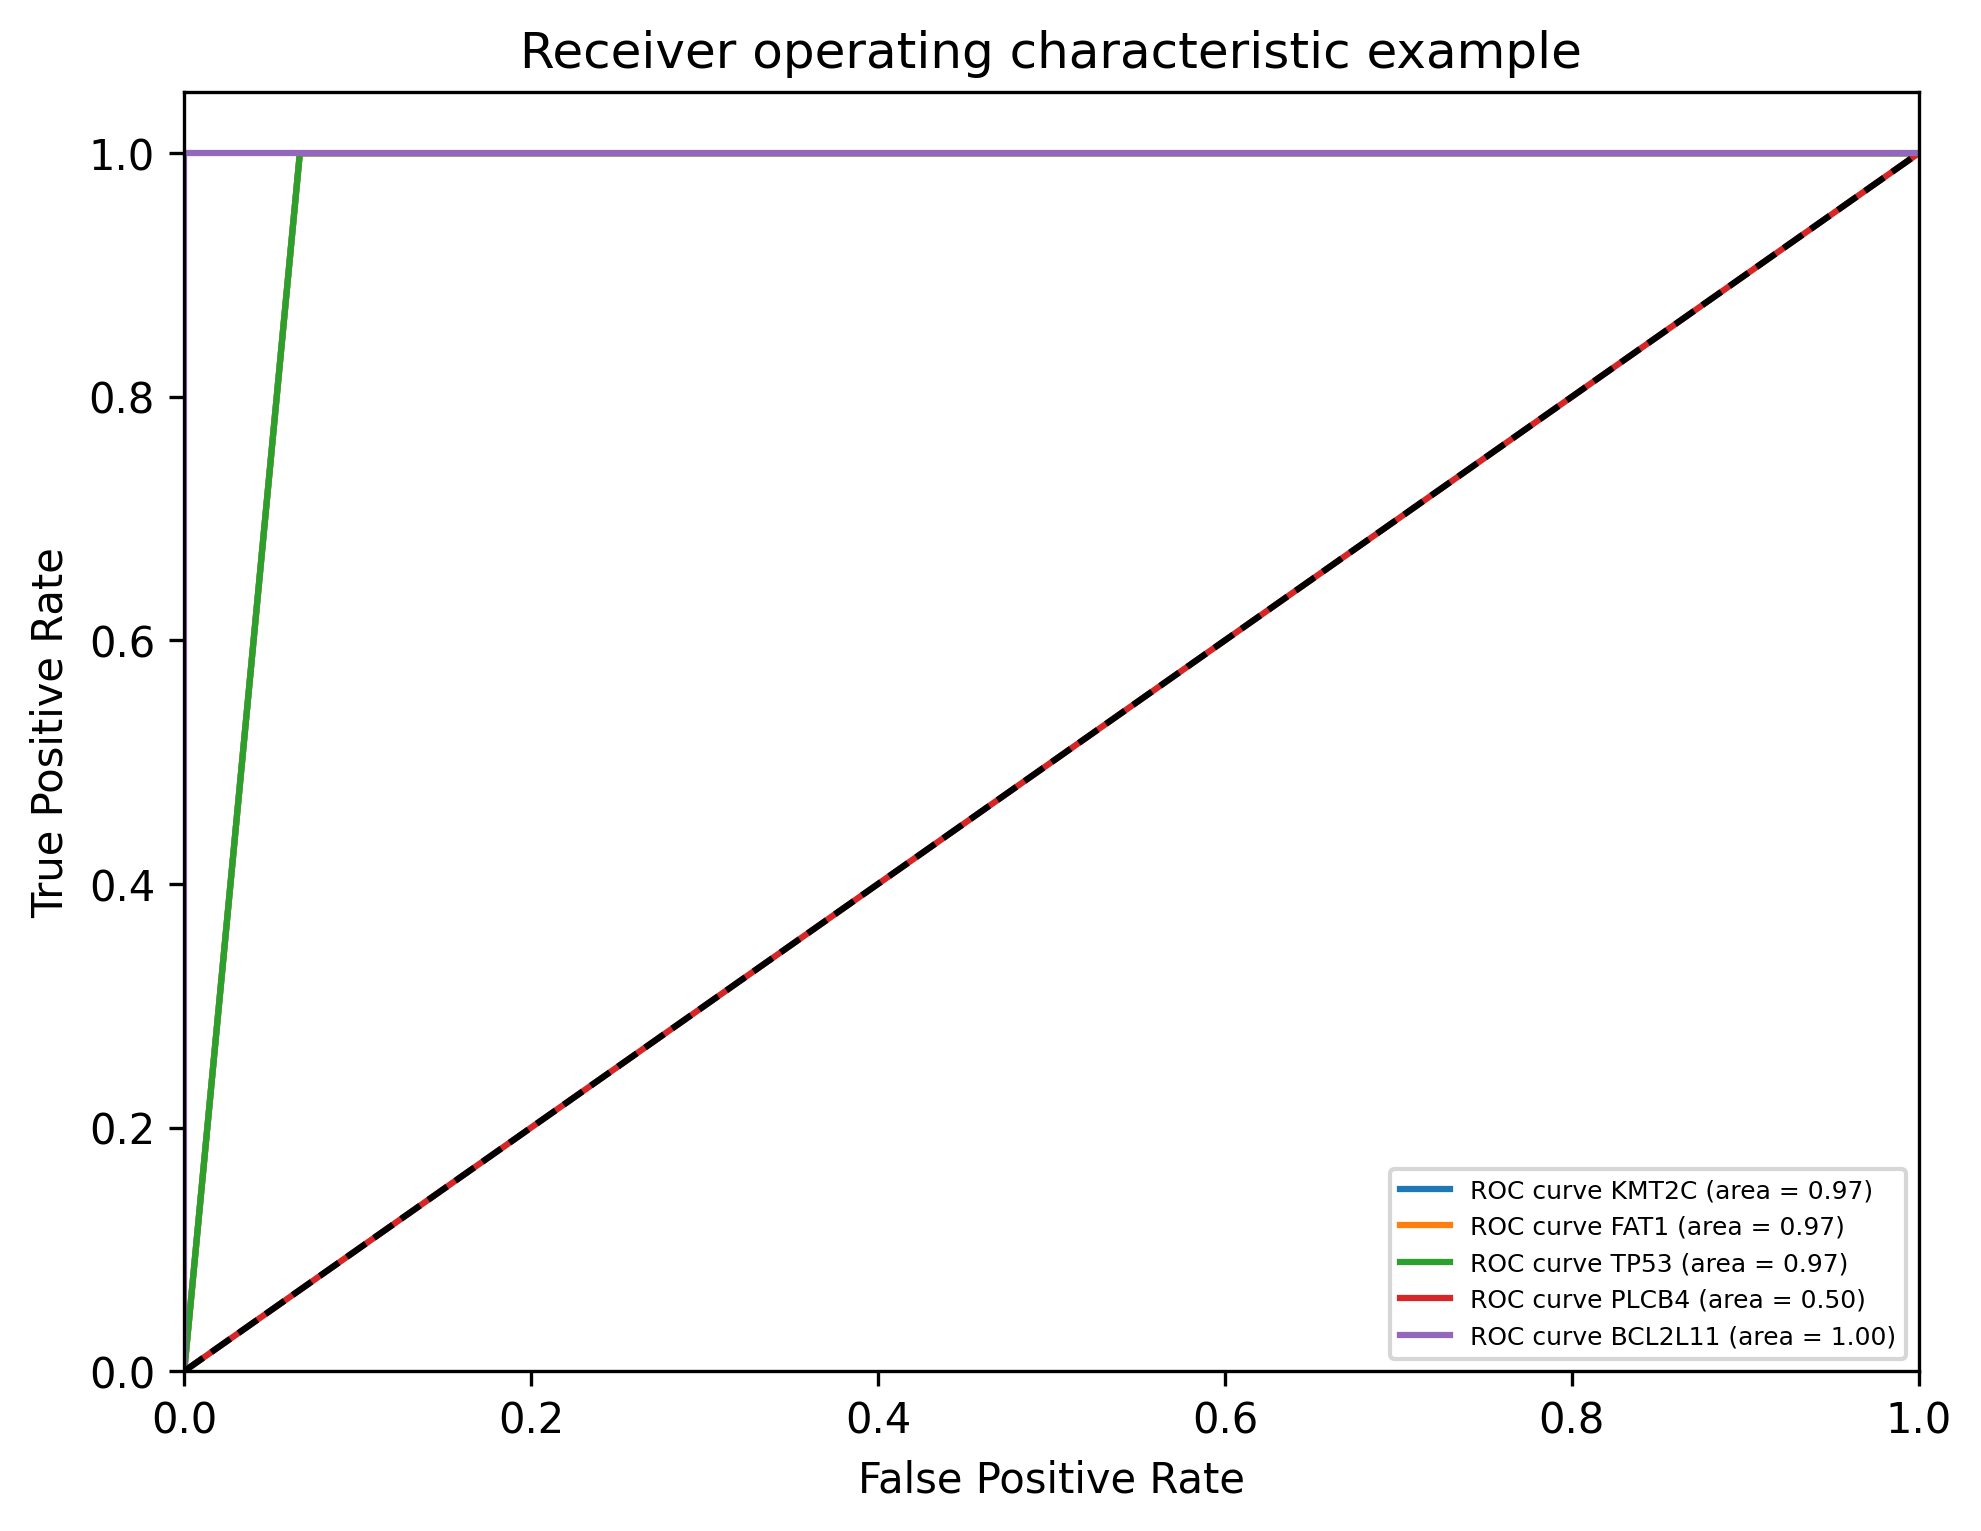 Receiver operating characteristic example
1.0
0.8
0.6
0.4
0.2
0.0
True Positive Rate
ROC curve KMT2C (area = 0.97)
ROC curve FAT1 (area = 0.97)
ROC curve TP53 (area = 0.97)
ROC curve PLCB4 (area = 0.50)
ROC curve BCL2L11 (area = 1.00)
0.0 0.2 0.4 0.6 0.8 1.0
False Positive Rate